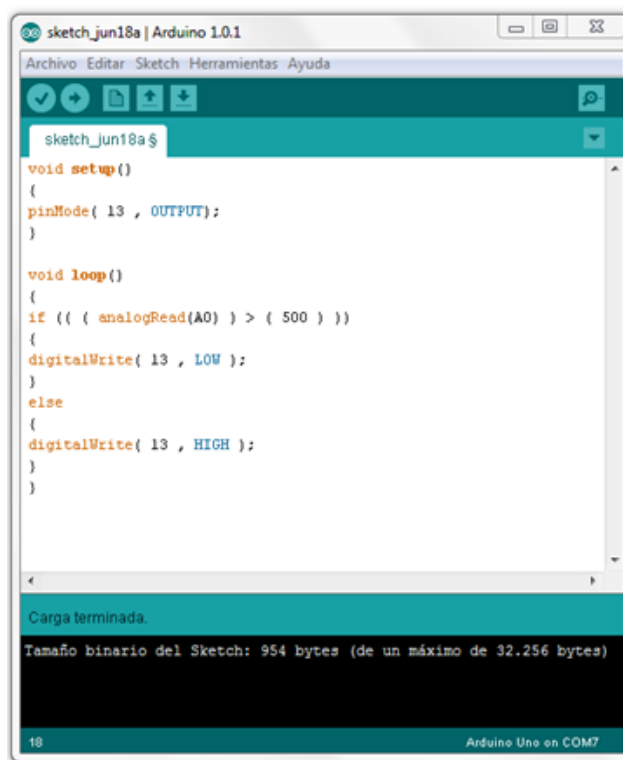 sketch_jun18a | Arduino 1.0.1
Archivo Editar Sketch Herramientas Ayuda
sketch_jun18a §
void setup()
{
pinMode( 13 , OUTPUT);
}
void loop()
{
if (( ( analogRead(A0) ) > ( 500 ) ))
{
digitalWrite( 13 , LOW );
}
else
{
digitalWrite( 13 , HIGH );
}
}
Carga terminada.
Tamaño binario del Sketch: 954 bytes (de un máximo de 32.256 bytes)
18
Arduino Uno on COM7